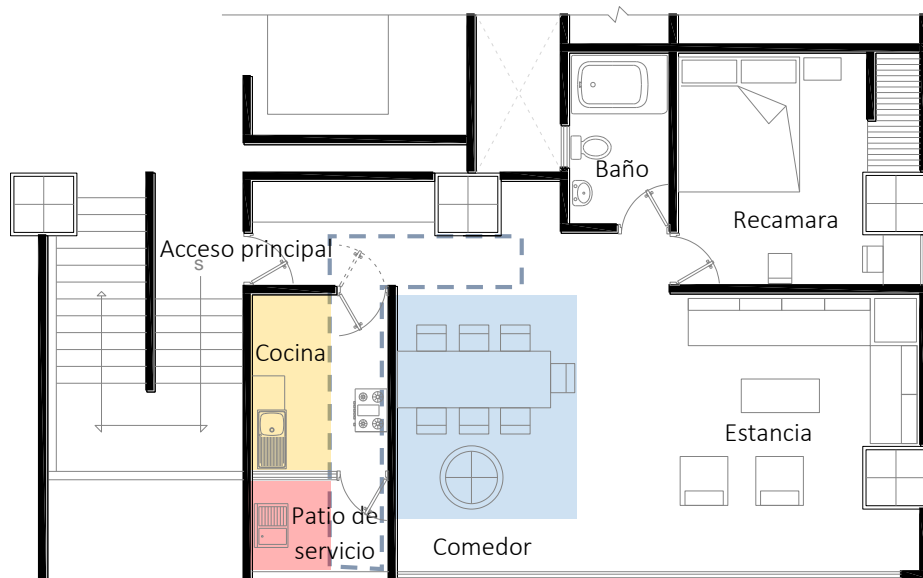 Baño
Recamara
Acceso principal
S
Cocina
Estancia
Patio de
servicio
Comedor